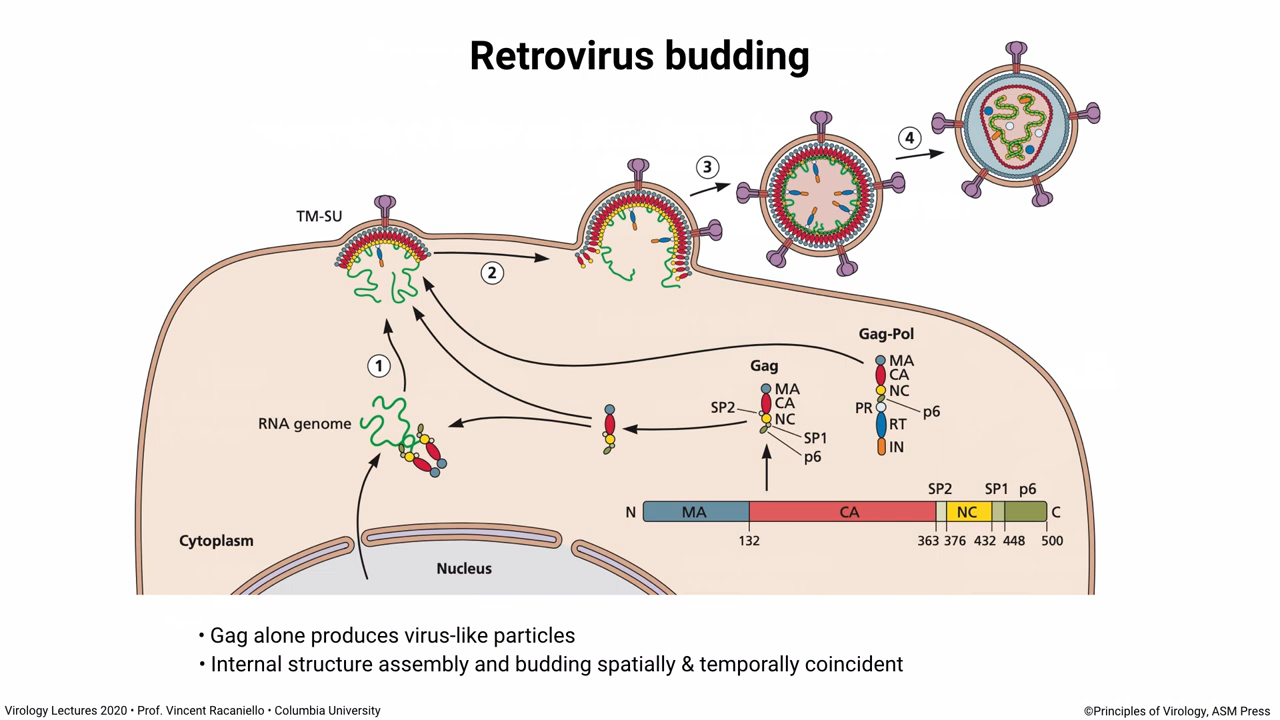 Retrovirus budding
TM-SU
3
4
2
1
RNA genome
Cytoplasm
Nucleus
Gag-Pol
MA
CA
NC
p6
PR
RT
IN
Gag
MA
CA
SP2
NC
SP1
p6
SP2 SP1 p6
N MA CA NC C
132 363 376 432 448 500
• Gag alone produces virus-like particles
• Internal structure assembly and budding spatially & temporally coincident
Virology Lectures 2020 • Prof. Vincent Racaniello • Columbia University
©Principles of Virology, ASM Press